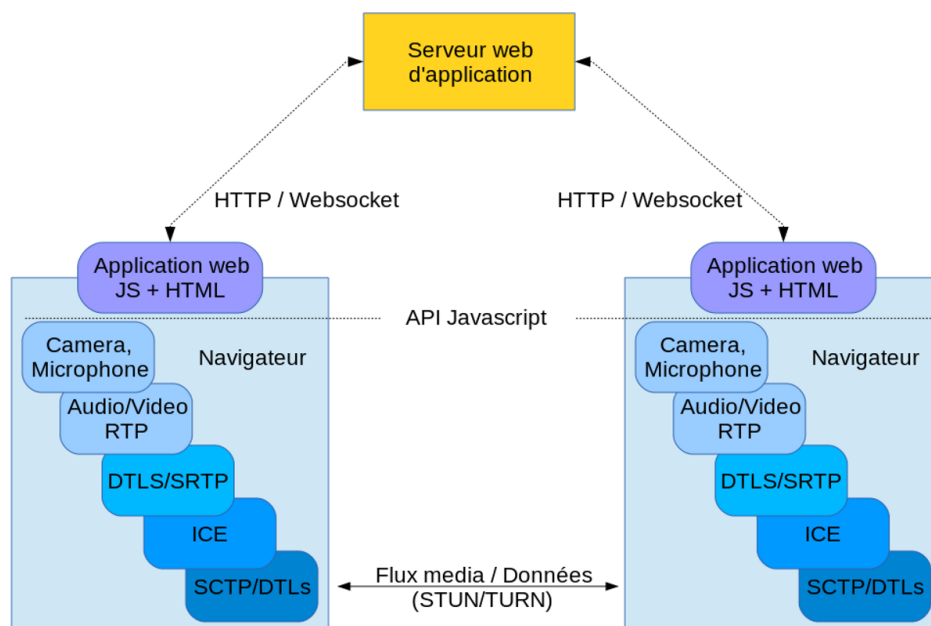 Serveur web
d'application
HTTP / Websocket
HTTP / Websocket
Application web
JS + HTML
Application web
JS + HTML
API Javascript
Camera,
Microphone
Navigateur
Audio/Video
RTP
DTLS/SRTP
ICE
SCTP/DTLs
Flux media / Données
(STUN/TURN)
Camera,
Microphone
Navigateur
Audio/Video
RTP
DTLS/SRTP
ICE
SCTP/DTLs